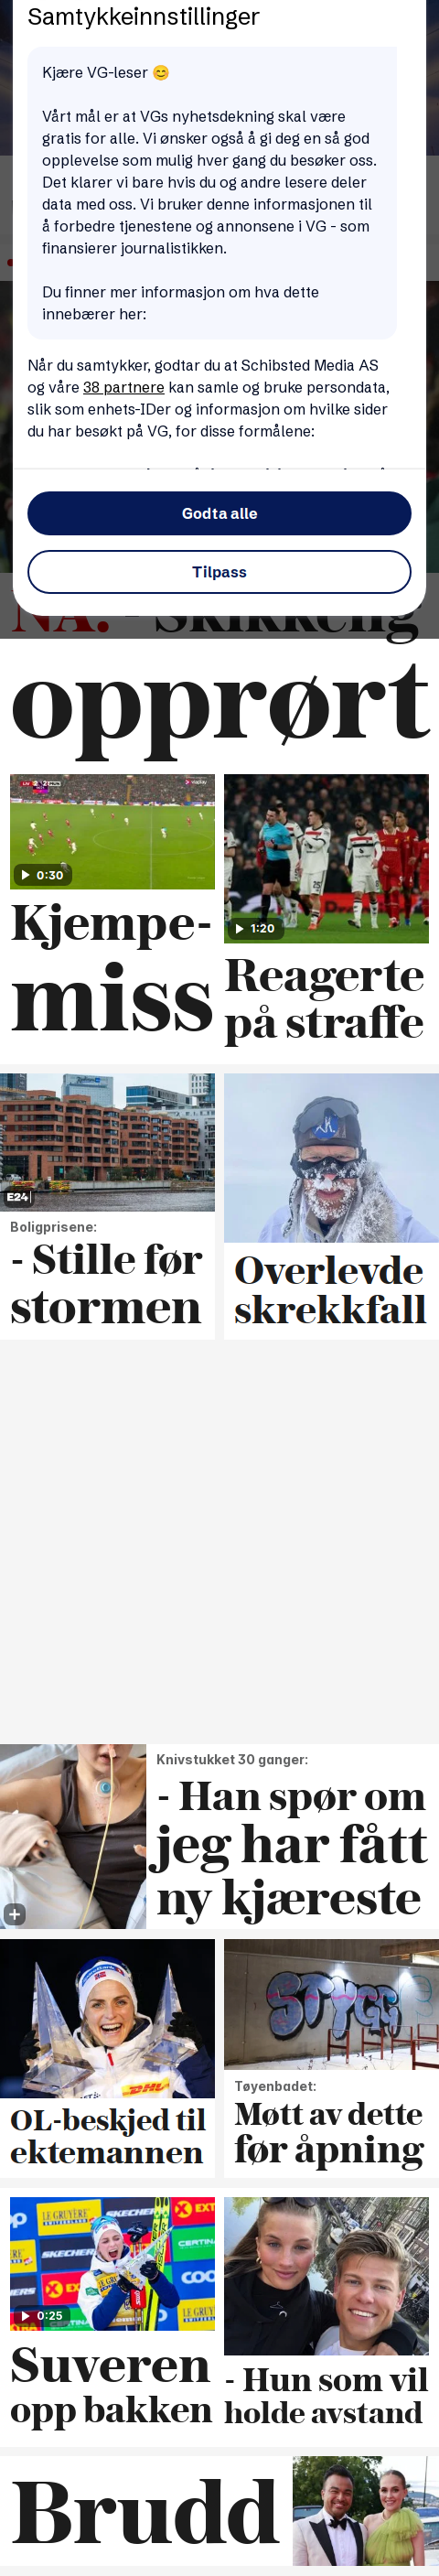 Samtykkeinnstillinger
Kjære VG-leser 😊
Vårt mål er at VGs nyhetsdekning skal være
gratis for alle. Vi ønsker også å gi deg en så god
opplevelse som mulig hver gang du besøker oss.
Det klarer vi bare hvis du og andre lesere deler
data med oss. Vi bruker denne informasjonen til
å forbedre tjenestene og annonsene i VG - som
finansierer journalistikken.
Du finner mer informasjon om hva dette
innebærer her:
Når du samtykker, godtar du at Schibsted Media AS
og våre 38 partnere kan samle og bruke persondata,
slik som enhets-IDer og informasjon om hvilke sider
du har besøkt på VG, for disse formålene:
Godta alle
Tilpass
NÅ: - Skikkelig
opprørt
0:30
Kjempe-
miss
1:20
Reagerte
på straffe
E24
Boligprisene:
- Stille før
stormen
Overlevde
skrekkfall
Knivstukket 30 ganger:
- Han spør om
jeg har fått
ny kjæreste
DHL
OL-beskjed til
ektemannen
STYGG
Tøyenbadet:
Møtt av dette
før åpning
LE GRUYÈRE
SKECHERS
COOP
0:25
Suveren
opp bakken
- Hun som vil
holde avstand
Brudd